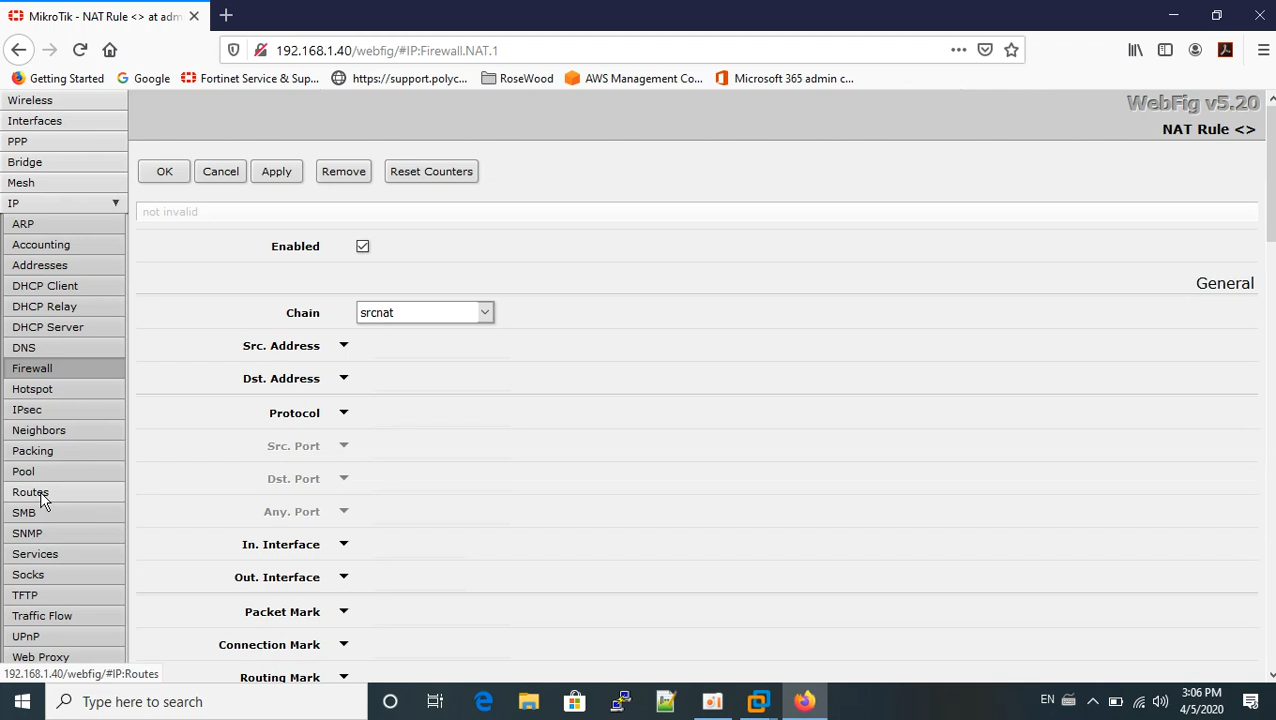 MikroTik - NAT Rule <> at adm
192.168.1.40/webfig/#IP:Firewall.NAT.1
Getting Started Google Fortinet Service & Sup... https://support.polyc... RoseWood AWS Management Co... Microsoft 365 admin c...
Wireless
Interfaces
PPP
Bridge
Mesh
IP
ARP
Accounting
Addresses
DHCP Client
DHCP Relay
DHCP Server
DNS
Firewall
Hotspot
IPsec
Neighbors
Packing
Pool
Routes
SMB
SNMP
Services
Socks
TFTP
Traffic Flow
UPnP
Web Proxy
192.168.1.40/webfig/#IP:Routes
WebFig v5.20
NAT Rule <>
OK Cancel Apply Remove Reset Counters
not invalid
Enabled
General
Chain srcnat
Src. Address
Dst. Address
Protocol
Src. Port
Dst. Port
Any. Port
In. Interface
Out. Interface
Packet Mark
Connection Mark
Routing Mark
Type here to search
EN
3:06 PM
4/5/2020